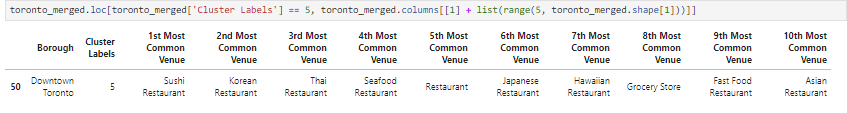 toronto_merged.loc[toronto_merged['Cluster Labels'] == 5, toronto_merged.columns[[1] + list(range(5, toronto_merged.shape[1]))]]
Borough Cluster Labels 1st Most Common Venue 2nd Most Common Venue 3rd Most Common Venue 4th Most Common Venue 5th Most Common Venue 6th Most Common Venue 7th Most Common Venue 8th Most Common Venue 9th Most Common Venue 10th Most Common Venue
50 Downtown Toronto 5 Sushi Restaurant Korean Restaurant Thai Restaurant Seafood Restaurant Restaurant Japanese Restaurant Hawaiian Restaurant Grocery Store Fast Food Restaurant Asian Restaurant